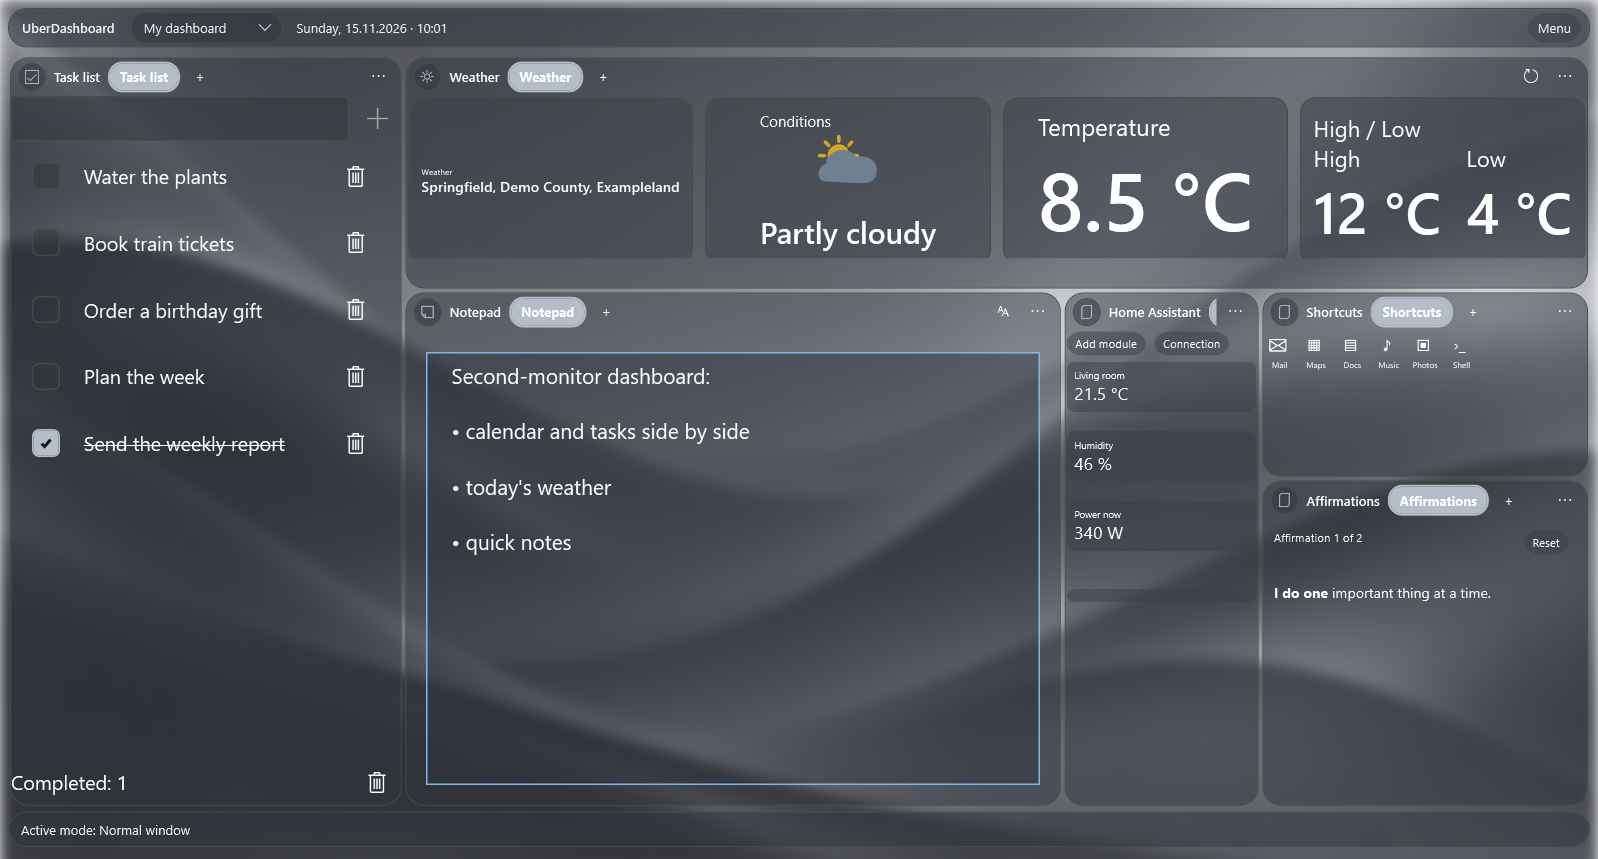 UberDashboard
My dashboard
Sunday, 15.11.2026 · 10:01
Menu
Task list
Task list
+
Water the plants
Book train tickets
Order a birthday gift
Plan the week
Send the weekly report
Completed: 1
Weather
Weather
+
Weather
Springfield, Demo County, Exampleland
Conditions
Partly cloudy
Temperature
8.5 °C
High / Low
High
12 °C
Low
4 °C
Notepad
Notepad
+
Second-monitor dashboard:
• calendar and tasks side by side
• today's weather
• quick notes
Home Assistant
Add module
Connection
Living room
21.5 °C
Humidity
46 %
Power now
340 W
Shortcuts
Shortcuts
+
Mail
Maps
Docs
Music
Photos
Shell
Affirmations
Affirmations
+
Affirmation 1 of 2
Reset
I do one important thing at a time.
Active mode: Normal window